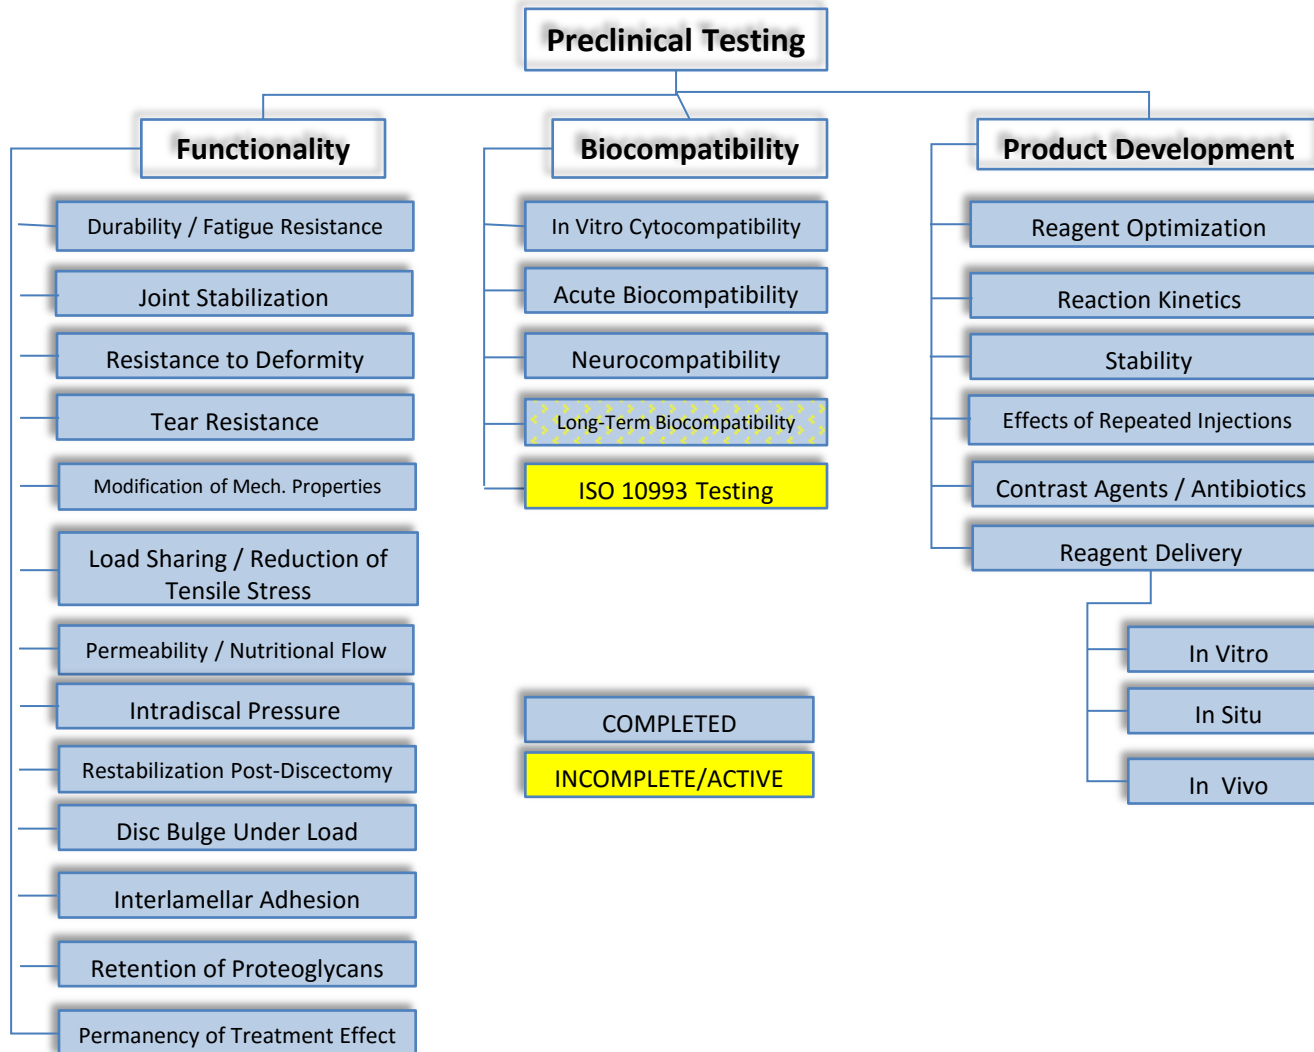 Preclinical Testing
Functionality
Durability / Fatigue Resistance
Joint Stabilization
Resistance to Deformity
Tear Resistance
Modification of Mech. Properties
Load Sharing / Reduction of
Tensile Stress
Permeability / Nutritional Flow
Intradiscal Pressure
Restabilization Post-Discectomy
Disc Bulge Under Load
Interlamellar Adhesion
Retention of Proteoglycans
Permanency of Treatment Effect
Biocompatibility
In Vitro Cytocompatibility
Acute Biocompatibility
Neurocompatibility
Long-Term Biocompatibility
ISO 10993 Testing
COMPLETED
INCOMPLETE/ACTIVE
Product Development
Reagent Optimization
Reaction Kinetics
Stability
Effects of Repeated Injections
Contrast Agents / Antibiotics
Reagent Delivery
In Vitro
In Situ
In Vivo